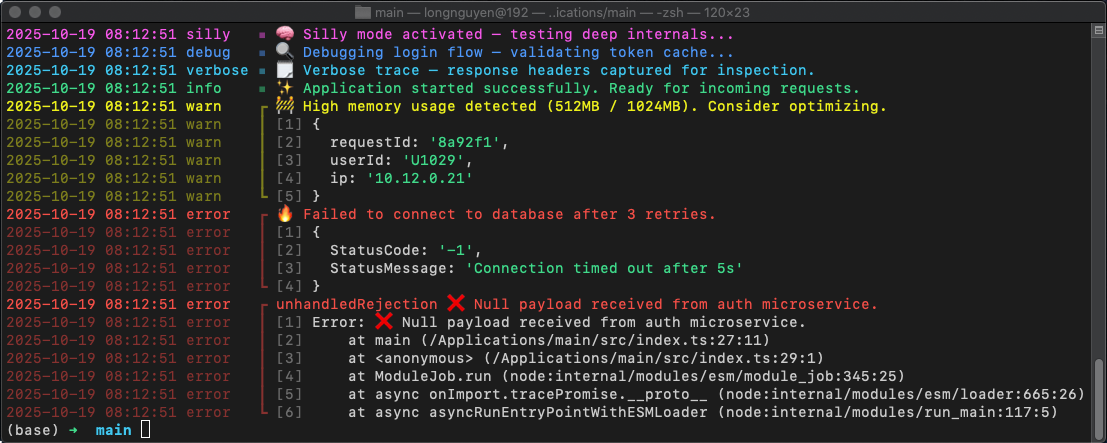 main — longnguyen@192 — ..ications/main — -zsh — 120×23
2025-10-19 08:12:51 silly ▪ 🧠 Silly mode activated — testing deep internals...
2025-10-19 08:12:51 debug ▪ 🔍 Debugging login flow — validating token cache...
2025-10-19 08:12:51 verbose ▪ 🗒️ Verbose trace — response headers captured for inspection.
2025-10-19 08:12:51 info ▪ ✨ Application started successfully. Ready for incoming requests.
2025-10-19 08:12:51 warn ┏ 🚧 High memory usage detected (512MB / 1024MB). Consider optimizing.
2025-10-19 08:12:51 warn ┃ [1] {
2025-10-19 08:12:51 warn ┃ [2]   requestId: '8a92f1',
2025-10-19 08:12:51 warn ┃ [3]   userId: 'U1029',
2025-10-19 08:12:51 warn ┃ [4]   ip: '10.12.0.21'
2025-10-19 08:12:51 warn ┗ [5] }
2025-10-19 08:12:51 error ┏ 🔥 Failed to connect to database after 3 retries.
2025-10-19 08:12:51 error ┃ [1] {
2025-10-19 08:12:51 error ┃ [2]   StatusCode: '-1',
2025-10-19 08:12:51 error ┃ [3]   StatusMessage: 'Connection timed out after 5s'
2025-10-19 08:12:51 error ┗ [4] }
2025-10-19 08:12:51 error ┏ unhandledRejection ❌ Null payload received from auth microservice.
2025-10-19 08:12:51 error ┃ [1] Error: ❌ Null payload received from auth microservice.
2025-10-19 08:12:51 error ┃ [2]     at main (/Applications/main/src/index.ts:27:11)
2025-10-19 08:12:51 error ┃ [3]     at <anonymous> (/Applications/main/src/index.ts:29:1)
2025-10-19 08:12:51 error ┃ [4]     at ModuleJob.run (node:internal/modules/esm/module_job:345:25)
2025-10-19 08:12:51 error ┃ [5]     at async onImport.tracePromise.__proto__ (node:internal/modules/esm/loader:665:26)
2025-10-19 08:12:51 error ┗ [6]     at async asyncRunEntryPointWithESMLoader (node:internal/modules/run_main:117:5)
(base) ➜ main